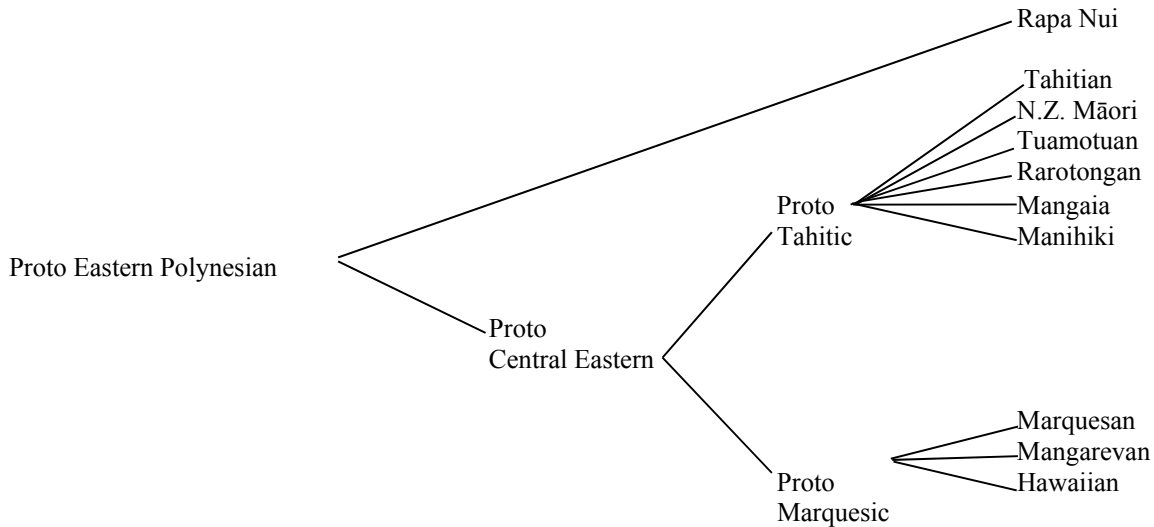 Rapa Nui
Tahitian
N.Z. Māori
Tuamotuan
Rarotongan
Proto
Tahitic
Mangaia
Manihiki
Proto Eastern Polynesian
Proto
Central Eastern
Marquesan
Mangarevan
Hawaiian
Proto
Marquesic